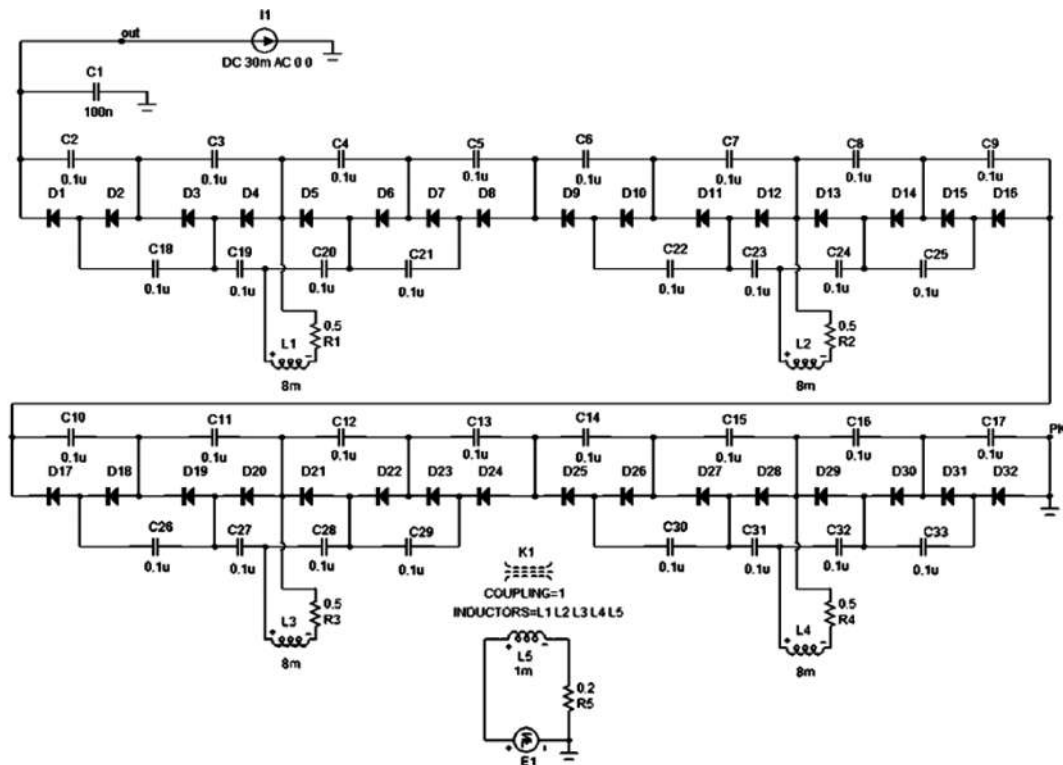 I1
out
DC 30m AC 0 0
C1
100n
C2 C3 C4 C5 C6 C7 C8 C9
0.1u 0.1u 0.1u 0.1u 0.1u 0.1u 0.1u 0.1u
D1 D2 D3 D4 D5 D6 D7 D8 D9 D10 D11 D12 D13 D14 D15 D16
C18 C19 C20 C21 C22 C23 C24 C25
0.1u 0.1u 0.1u 0.1u 0.1u 0.1u 0.1u 0.1u
0.5 0.5
L1 R1 L2 R2
8m 8m
C10 C11 C12 C13 C14 C15 C16 C17
0.1u 0.1u 0.1u 0.1u 0.1u 0.1u 0.1u 0.1u
D17 D18 D19 D20 D21 D22 D23 D24 D25 D26 D27 D28 D29 D30 D31 D32
C26 C27 C28 C29 C30 C31 C32 C33
0.1u 0.1u 0.1u 0.1u 0.1u 0.1u 0.1u 0.1u
K1
COUPLING=1
INDUCTORS=L1 L2 L3 L4 L5
0.5 0.5
L3 R3 L4 R4
8m 8m
L5
1m
0.2
R5
E1